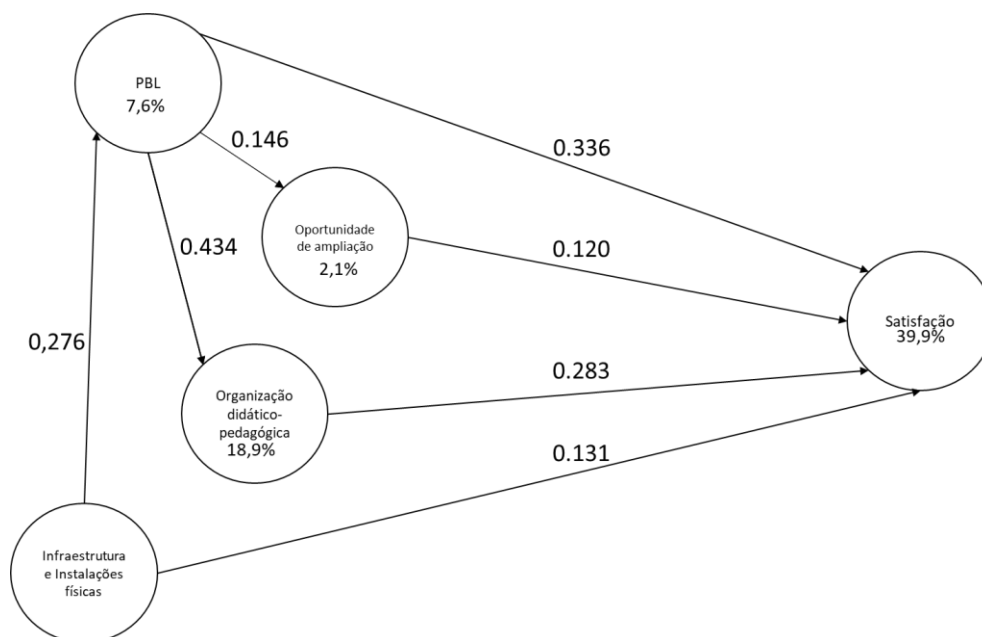 PBL
7,6%
0.146
0.336
Oportunidade
de ampliação
2,1%
0.434
0.120
0,276
Satisfação
39,9%
Organização
didático-
pedagógica
18,9%
0.283
0.131
Infraestrutura
e Instalações
físicas